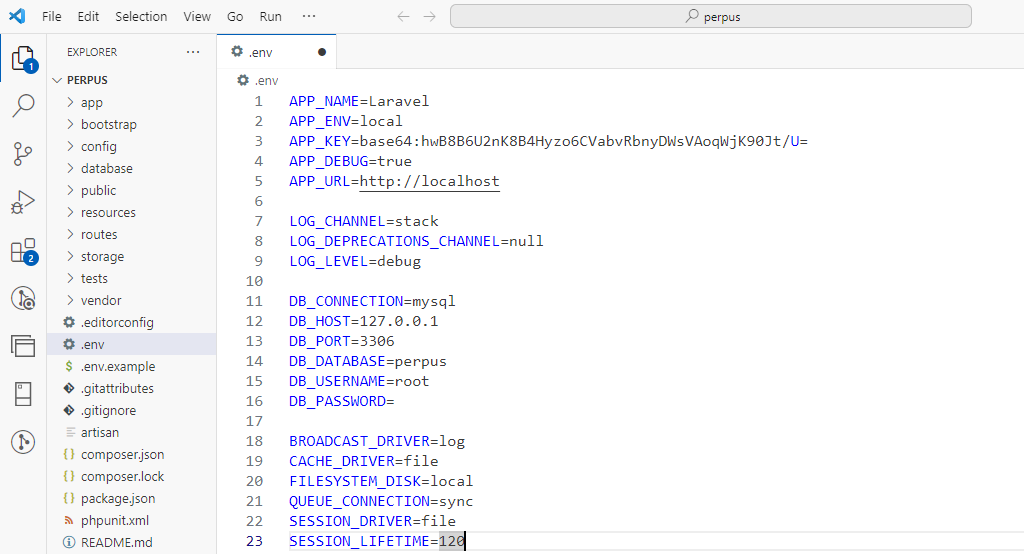 File Edit Selection View Go Run ···
perpus
EXPLORER ···
.env
PERPUS
app
bootstrap
config
database
public
resources
routes
storage
tests
vendor
.editorconfig
.env
$ .env.example
.gitattributes
.gitignore
artisan
{} composer.json
{} composer.lock
{} package.json
phpunit.xml
README.md
1
2
.env
1 APP_NAME=Laravel
2 APP_ENV=local
3 APP_KEY=base64:hwB8B6U2nK8B4Hyzo6CVabvRbnyDWsVAoqWjK90Jt/U=
4 APP_DEBUG=true
5 APP_URL=http://localhost
6
7 LOG_CHANNEL=stack
8 LOG_DEPRECATIONS_CHANNEL=null
9 LOG_LEVEL=debug
10
11 DB_CONNECTION=mysql
12 DB_HOST=127.0.0.1
13 DB_PORT=3306
14 DB_DATABASE=perpus
15 DB_USERNAME=root
16 DB_PASSWORD=
17
18 BROADCAST_DRIVER=log
19 CACHE_DRIVER=file
20 FILESYSTEM_DISK=local
21 QUEUE_CONNECTION=sync
22 SESSION_DRIVER=file
23 SESSION_LIFETIME=120